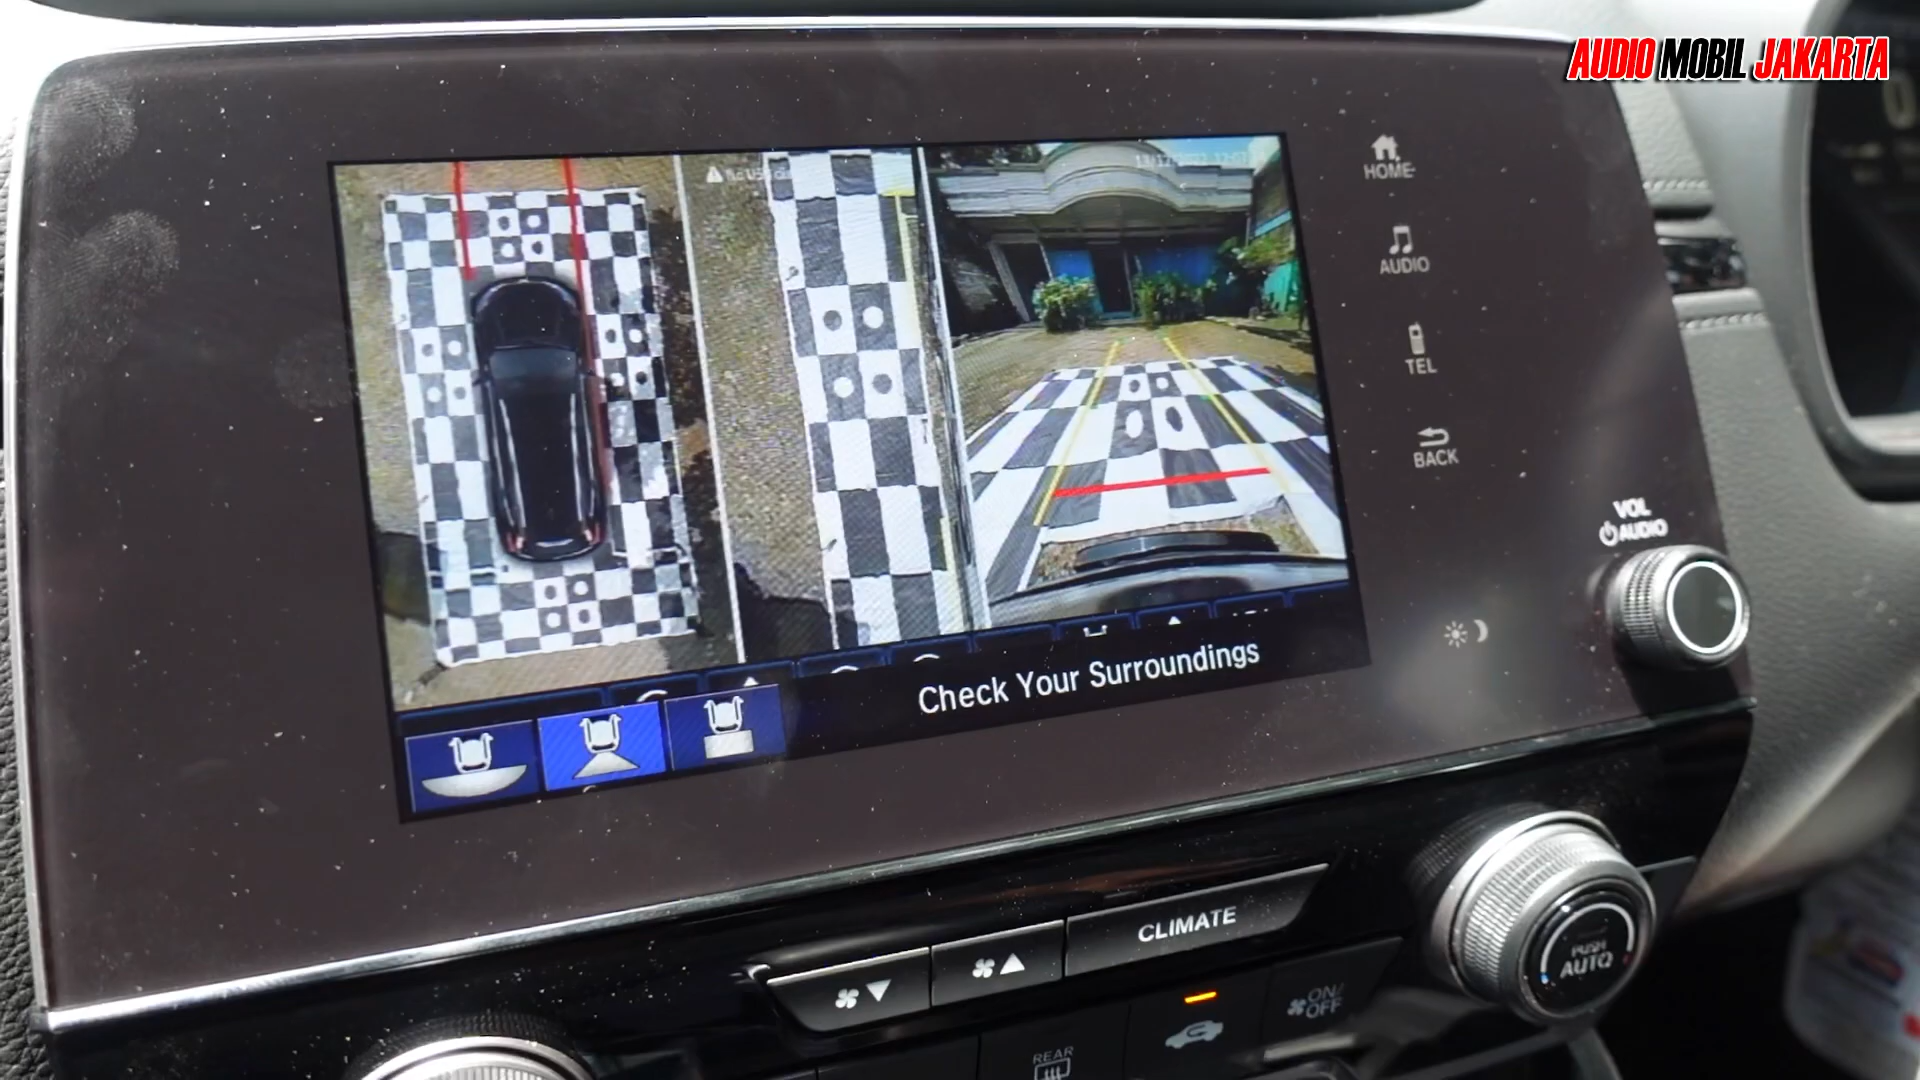 AUDIO MOBIL JAKARTA
HOME
AUDIO
TEL
BACK
VOL
AUDIO
Check Your Surroundings
CLIMATE
PUSH
AUTO
ON/
OFF
REAR